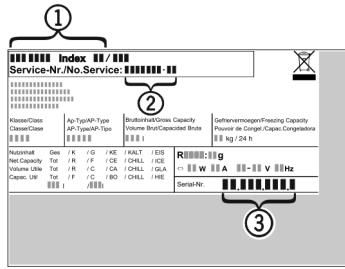 1
Index /
Service-Nr./No.Service: -
2
Klasse/Class Ap-Typ/AP-Type Bruttoinhalt/Gross Capacity Gefriervermoegen/Freezing Capacity
Classe/Clase AP-Type/AP-Tipo Volume Brut/Capacidad Bruta Pouvoir de Congel./Capac.Congeladora
l kg / 24 h
Nutzinhalt Ges / K / G / KE / KALT / EIS
Net.Capacity Tot / R / F / CE / CHILL / ICE
Volume Utile Tot / R / C / CA / CHILL / GLA
Capac. Util Tot / F / C / BO / CHILL / HIE
l / l
R : g
W A - V Hz
Serial-Nr. . . .
3